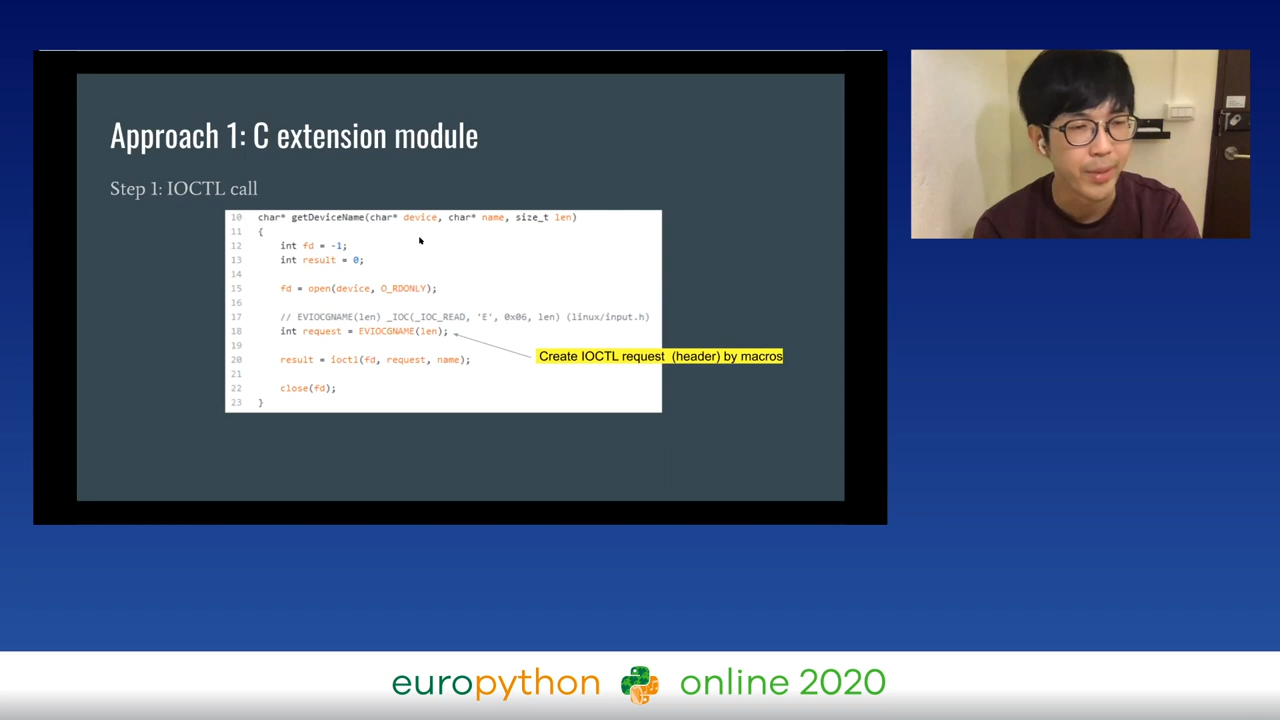 Approach 1: C extension module
Step 1: IOCTL call
10 char* getDeviceName(char* device, char* name, size_t len)
11 {
12 int fd = -1;
13 int result = 0;
14
15 fd = open(device, O_RDONLY);
16
17 // EVIOCGNAME(len) _IOC(_IOC_READ, 'E', 0x06, len) (linux/input.h)
18 int request = EVIOCGNAME(len);
19
20 result = ioctl(fd, request, name);
21
22 close(fd);
23 }
Create IOCTL request (header) by macros
europython online 2020